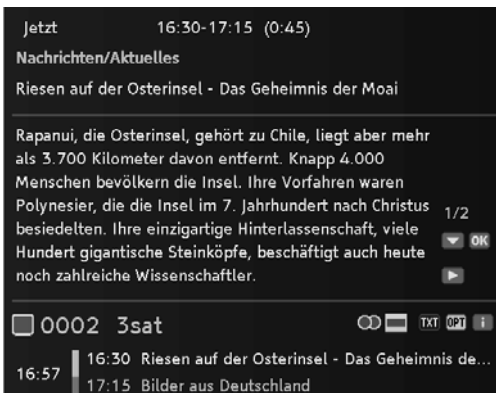 Jetzt 16:30-17:15 (0:45)
Nachrichten/Aktuelles
Riesen auf der Osterinsel - Das Geheimnis der Moai
Rapanui, die Osterinsel, gehört zu Chile, liegt aber mehr
als 3.700 Kilometer davon entfernt. Knapp 4.000
Menschen bevölkern die Insel. Ihre Vorfahren waren
Polynesier, die die Insel im 7. Jahrhundert nach Christus
besiedelten. Ihre einzigartige Hinterlassenschaft, viele
Hundert gigantische Steinköpfe, beschäftigt auch heute
noch zahlreiche Wissenschaftler.
1/2
OK
0002 3sat TXT OPT i
16:57
16:30 Riesen auf der Osterinsel - Das Geheimnis de...
17:15 Bilder aus Deutschland